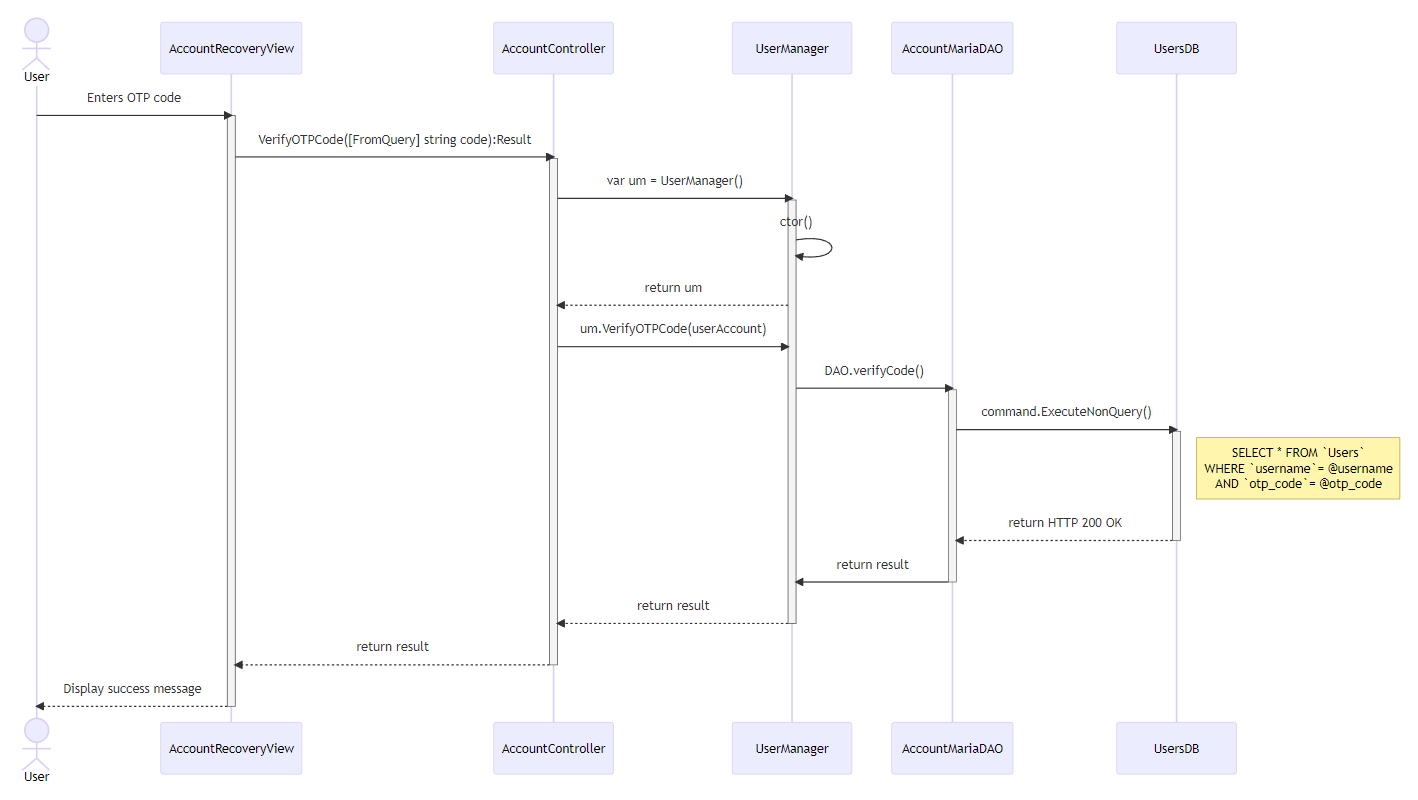 User
AccountRecoveryView
AccountController
UserManager
AccountMariaDAO
UsersDB
Enters OTP code
VerifyOTPCode([FromQuery] string code):Result
var um = UserManager()
ctor()
return um
um.VerifyOTPCode(userAccount)
DAO.verifyCode()
command.ExecuteNonQuery()
SELECT * FROM `Users`
WHERE `username`= @username
AND `otp_code`= @otp_code
return HTTP 200 OK
return result
return result
return result
Display success message
User
AccountRecoveryView
AccountController
UserManager
AccountMariaDAO
UsersDB